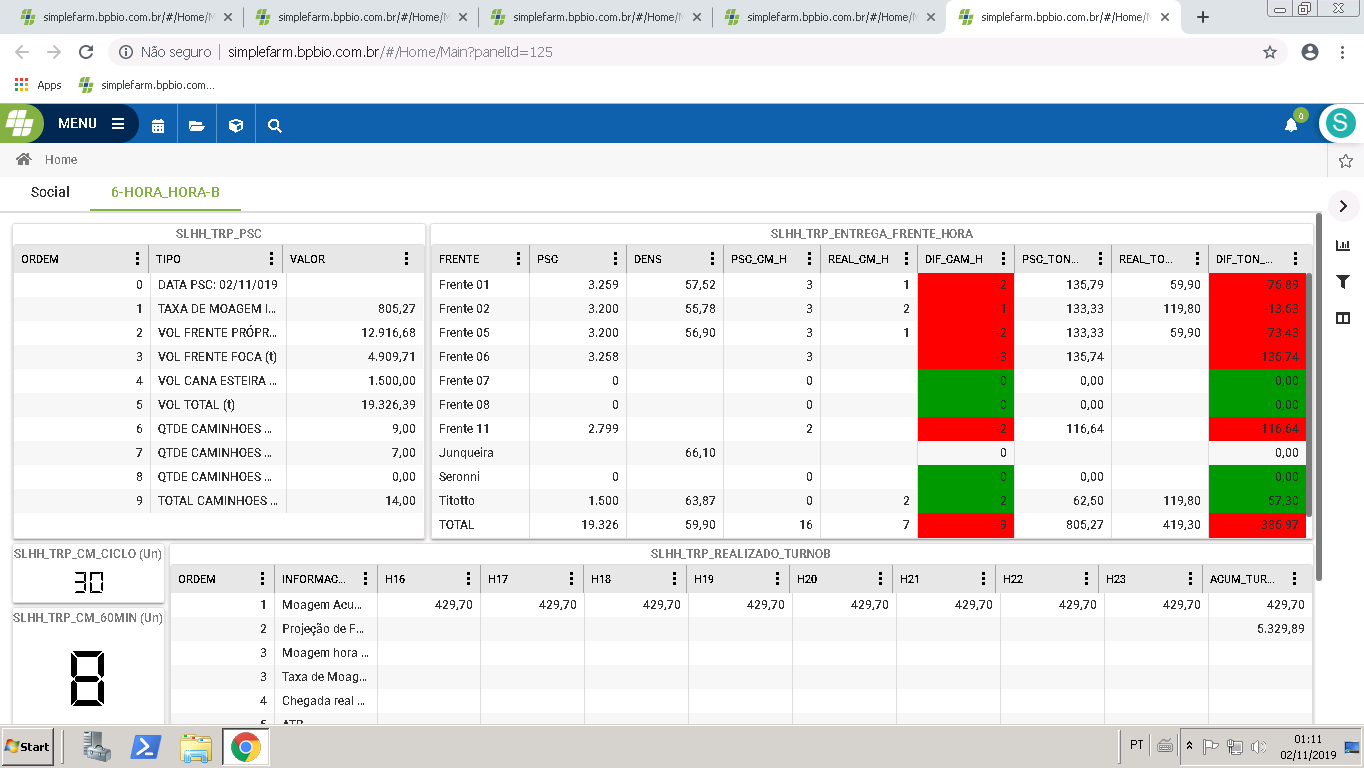 simplefarm.bpbio.com.br/#/Home/M simplefarm.bpbio.com.br/#/Home/M simplefarm.bpbio.com.br/#/Home/M simplefarm.bpbio.com.br/#/Home/M simplefarm.bpbio.com.br/#/Home/M
Não seguro simplefarm.bpbio.com.br/#/Home/Main?panelId=125
Apps simplefarm.bpbio.com....
MENU 0 S
Home
Social 6-HORA_HORA-B
SLHH_TRP_PSC
ORDEM TIPO VALOR
0 DATA PSC: 02/11/019
1 TAXA DE MOAGEM I... 805,27
2 VOL FRENTE PRÓPR... 12.916,68
3 VOL FRENTE FOCA (t) 4.909,71
4 VOL CANA ESTEIRA ... 1.500,00
5 VOL TOTAL (t) 19.326,39
6 QTDE CAMINHOES ... 9,00
7 QTDE CAMINHOES ... 7,00
8 QTDE CAMINHOES ... 0,00
9 TOTAL CAMINHOES ... 14,00
SLHH_TRP_ENTREGA_FRENTE_HORA
FRENTE PSC DENS PSC_CM_H REAL_CM_H DIF_CAM_H PSC_TON... REAL_TO... DIF_TON_...
Frente 01 3.259 57,52 3 1 -2 135,79 59,90 -75,89
Frente 02 3.200 55,78 3 2 -1 133,33 119,80 -13,53
Frente 05 3.200 56,90 3 1 -2 133,33 59,90 -73,43
Frente 06 3.258 3 -3 135,74 -135,74
Frente 07 0 0 0 0,00 0,00
Frente 08 0 0 0 0,00 0,00
Frente 11 2.799 2 -2 116,64 -116,64
Junqueira 66,10 0 0,00
Seronni 0 0 0 0,00 0,00
Titotto 1.500 63,87 0 2 2 62,50 119,80 57,30
TOTAL 19.326 59,90 16 7 -9 805,27 419,30 -385,97
SLHH_TRP_CM_CICLO (Un)
30
SLHH_TRP_CM_60MIN (Un)
8
SLHH_TRP_REALIZADO_TURNOB
ORDEM INFORMAC... H16 H17 H18 H19 H20 H21 H22 H23 ACUM_TUR...
1 Moagem Acu... 429,70 429,70 429,70 429,70 429,70 429,70 429,70 429,70 429,70
2 Projeção de F... 5.329,89
3 Moagem hora ...
3 Taxa de Moag...
4 Chegada real ...
5 ATR
Start PT 01:11
02/11/2019